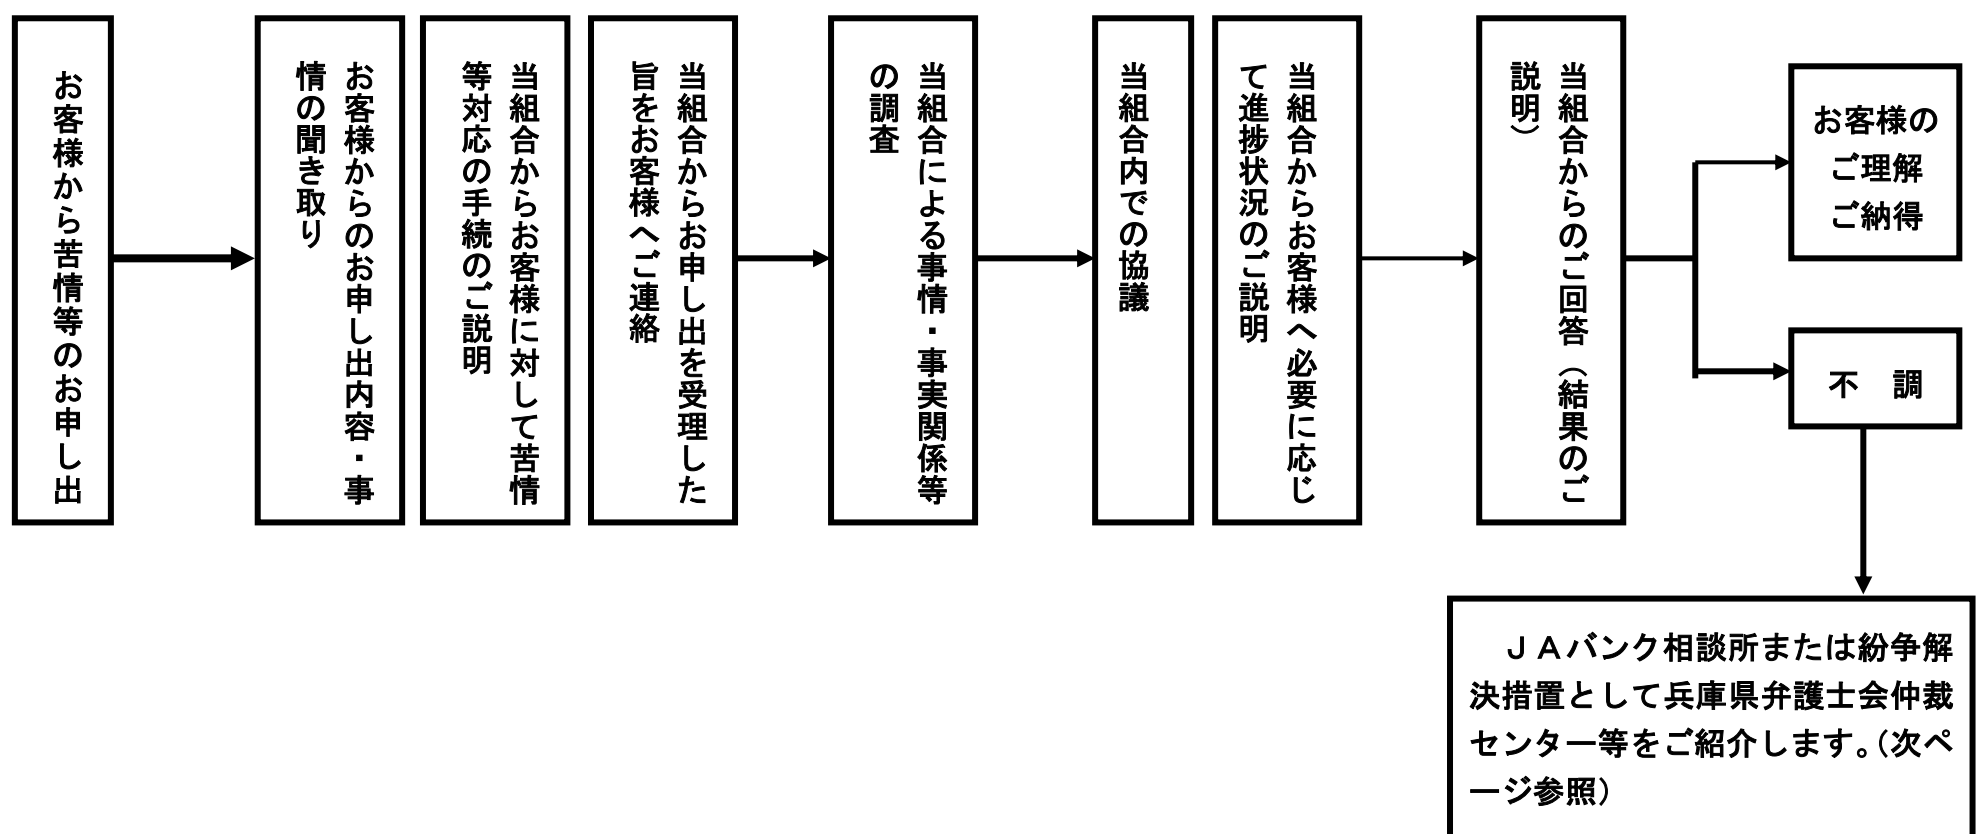 お客様から苦情等のお申し出
お客様からのお申し出内容・事
情の聞き取り
当組合からお客様に対して苦情
等対応の手続のご説明
当組合からお申し出を受理した
旨をお客様へご連絡
当組合による事情・事実関係等
の調査
当組合内での協議
当組合からお客様へ必要に応じ
て進捗状況のご説明
当組合からのご回答（結果のご
説明）
お客様の
ご理解
ご納得
不　調
ＪＡバンク相談所または紛争解
決措置として兵庫県弁護士会仲裁
センター等をご紹介します。（次ペ
ージ参照）